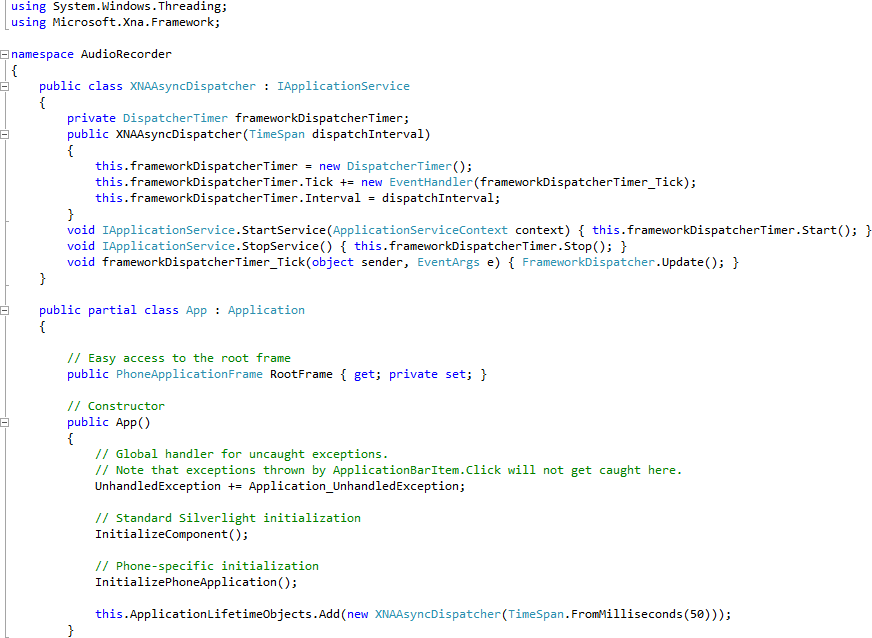 using System.Windows.Threading;
using Microsoft.Xna.Framework;

namespace AudioRecorder
{
    public class XNAAsyncDispatcher : IApplicationService
    {
        private DispatcherTimer frameworkDispatcherTimer;
        public XNAAsyncDispatcher(TimeSpan dispatchInterval)
        {
            this.frameworkDispatcherTimer = new DispatcherTimer();
            this.frameworkDispatcherTimer.Tick += new EventHandler(frameworkDispatcherTimer_Tick);
            this.frameworkDispatcherTimer.Interval = dispatchInterval;
        }
        void IApplicationService.StartService(ApplicationServiceContext context) { this.frameworkDispatcherTimer.Start(); }
        void IApplicationService.StopService() { this.frameworkDispatcherTimer.Stop(); }
        void frameworkDispatcherTimer_Tick(object sender, EventArgs e) { FrameworkDispatcher.Update(); }
    }

    public partial class App : Application
    {

        // Easy access to the root frame
        public PhoneApplicationFrame RootFrame { get; private set; }

        // Constructor
        public App()
        {
            // Global handler for uncaught exceptions.
            // Note that exceptions thrown by ApplicationBarItem.Click will not get caught here.
            UnhandledException += Application_UnhandledException;

            // Standard Silverlight initialization
            InitializeComponent();

            // Phone-specific initialization
            InitializePhoneApplication();

            this.ApplicationLifetimeObjects.Add(new XNAAsyncDispatcher(TimeSpan.FromMilliseconds(50)));
        }